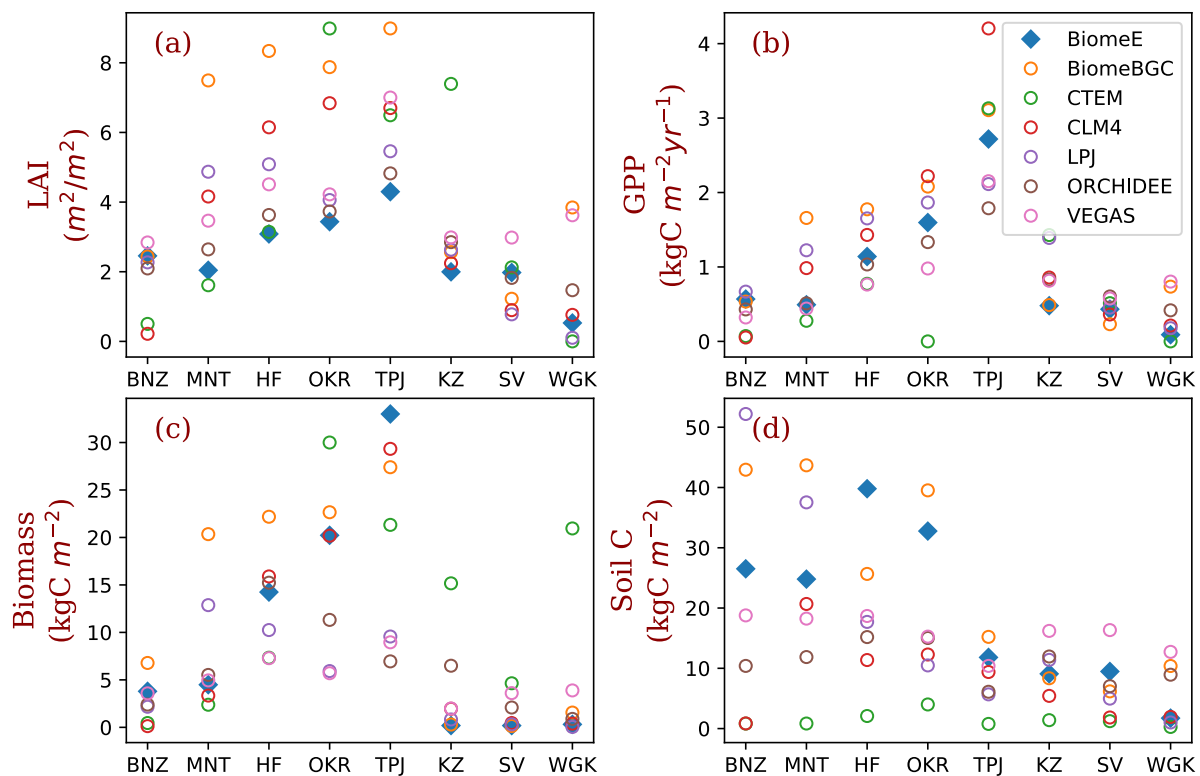 (a)
LAI
(m²/m²)
8
6
4
2
0
BNZ MNT HF OKR TPJ KZ SV WGK
(b)
GPP
(kgC m⁻²yr⁻¹)
4
3
2
1
0
BiomeE
BiomeBGC
CTEM
CLM4
LPJ
ORCHIDEE
VEGAS
BNZ MNT HF OKR TPJ KZ SV WGK
(c)
Biomass
(kgC m⁻²)
30
25
20
15
10
5
0
BNZ MNT HF OKR TPJ KZ SV WGK
(d)
Soil C
(kgC m⁻²)
50
40
30
20
10
0
BNZ MNT HF OKR TPJ KZ SV WGK